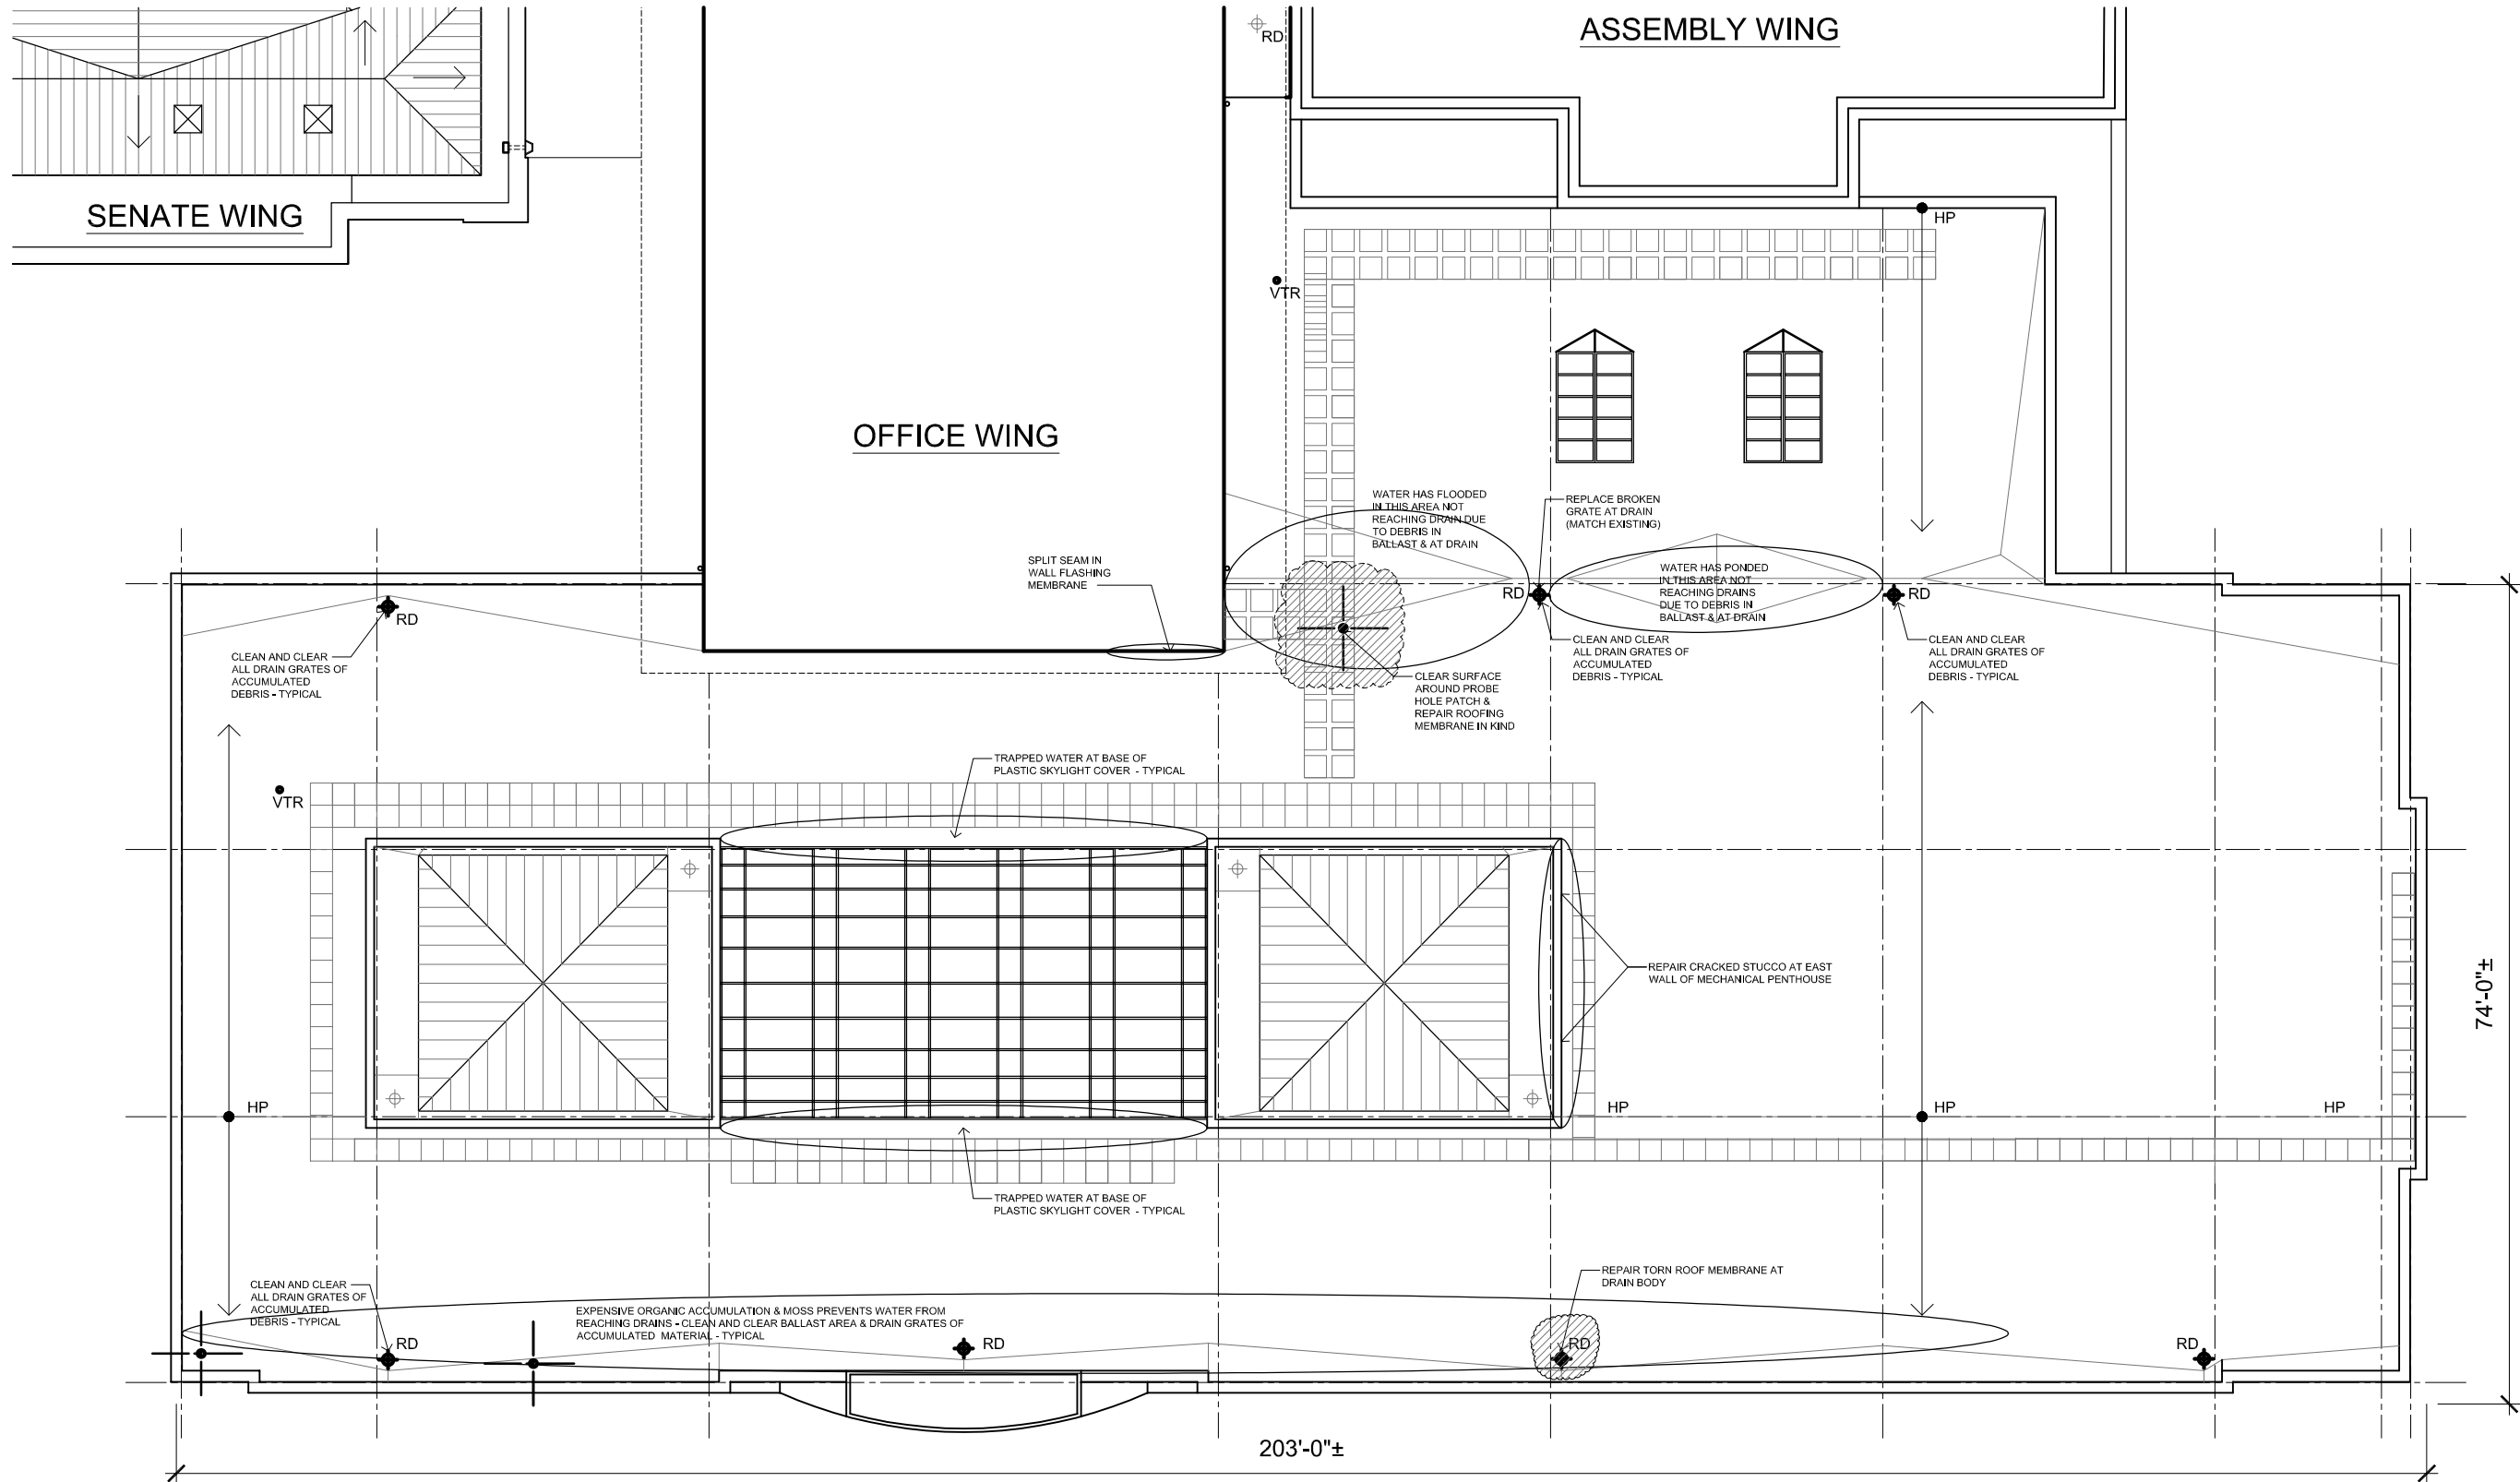 RD
ASSEMBLY WING
SENATE WING
HP
VTR
OFFICE WING
WATER HAS FLOODED
IN THIS AREA NOT
REACHING DRAIN DUE
TO DEBRIS IN
BALLAST & AT DRAIN
REPLACE BROKEN
GRATE AT DRAIN
(MATCH EXISTING)
SPLIT SEAM IN
WALL FLASHING
MEMBRANE
WATER HAS PONDED
IN THIS AREA NOT
REACHING DRAINS
DUE TO DEBRIS IN
BALLAST & AT DRAIN
RD
RD
RD
CLEAN AND CLEAR
ALL DRAIN GRATES OF
ACCUMULATED
DEBRIS - TYPICAL
CLEAN AND CLEAR
ALL DRAIN GRATES OF
ACCUMULATED
DEBRIS - TYPICAL
CLEAN AND CLEAR
ALL DRAIN GRATES OF
ACCUMULATED
DEBRIS - TYPICAL
CLEAR SURFACE
AROUND PROBE
HOLE PATCH &
REPAIR ROOFING
MEMBRANE IN KIND
TRAPPED WATER AT BASE OF
PLASTIC SKYLIGHT COVER - TYPICAL
VTR
REPAIR CRACKED STUCCO AT EAST
WALL OF MECHANICAL PENTHOUSE
74'-0"±
HP
HP
HP
HP
TRAPPED WATER AT BASE OF
PLASTIC SKYLIGHT COVER - TYPICAL
REPAIR TORN ROOF MEMBRANE AT
DRAIN BODY
CLEAN AND CLEAR
ALL DRAIN GRATES OF
ACCUMULATED
DEBRIS - TYPICAL
EXPENSIVE ORGANIC ACCUMULATION & MOSS PREVENTS WATER FROM
REACHING DRAINS - CLEAN AND CLEAR BALLAST AREA & DRAIN GRATES OF
ACCUMULATED MATERIAL - TYPICAL
RD
RD
RD
RD
203'-0"±